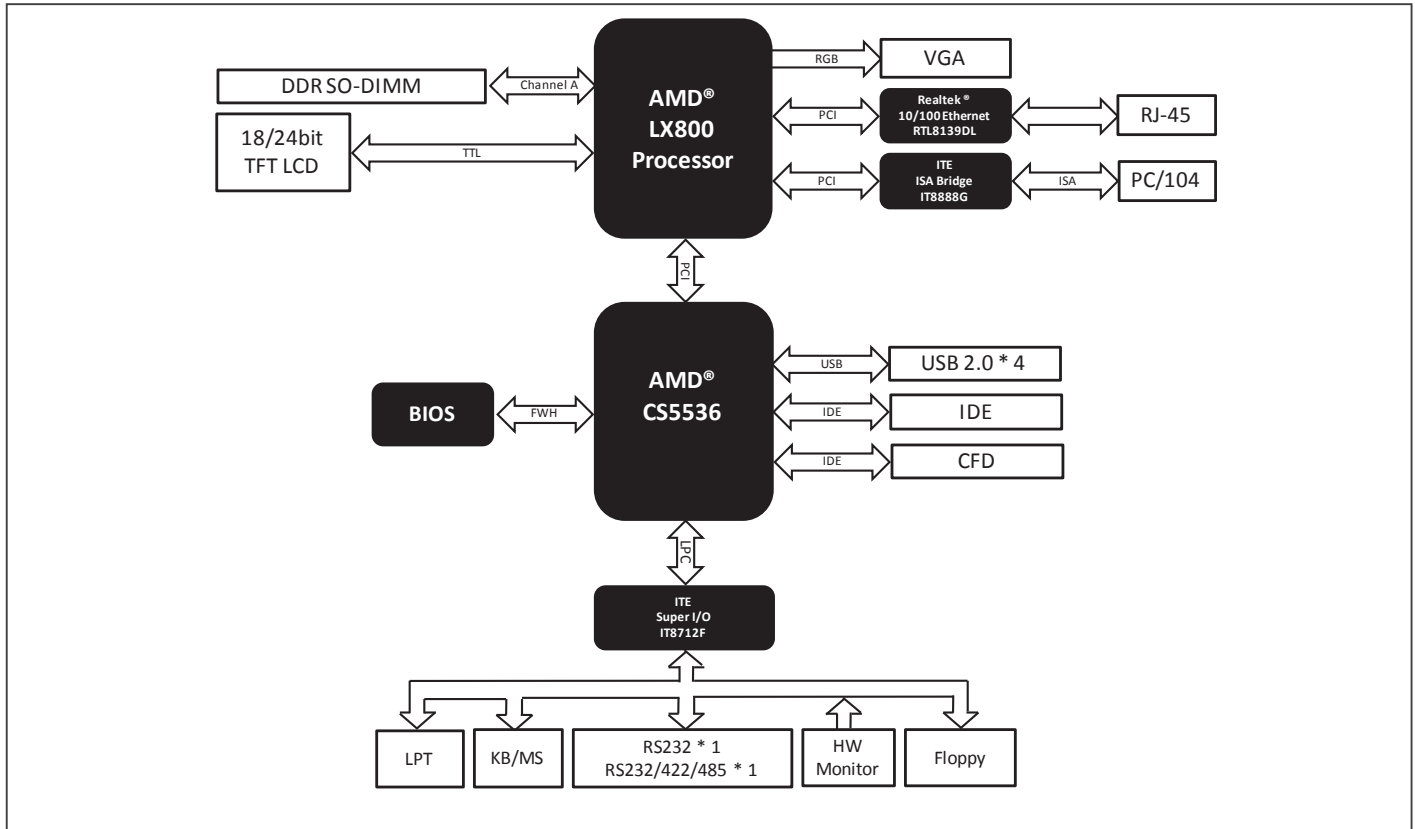 DDR SO-DIMM
Channel A
18/24bit
TFT LCD
TTL
AMD®
LX800
Processor
RGB
VGA
PCI
Realtek ®
10/100 Ethernet
RTL8139DL
RJ-45
PCI
ITE
ISA Bridge
IT8888G
ISA
PC/104
PCI
AMD®
CS5536
BIOS
FWH
USB
USB 2.0 * 4
IDE
IDE
IDE
CFD
LPC
ITE
Super I/O
IT8712F
LPT
KB/MS
RS232 * 1
RS232/422/485 * 1
HW
Monitor
Floppy